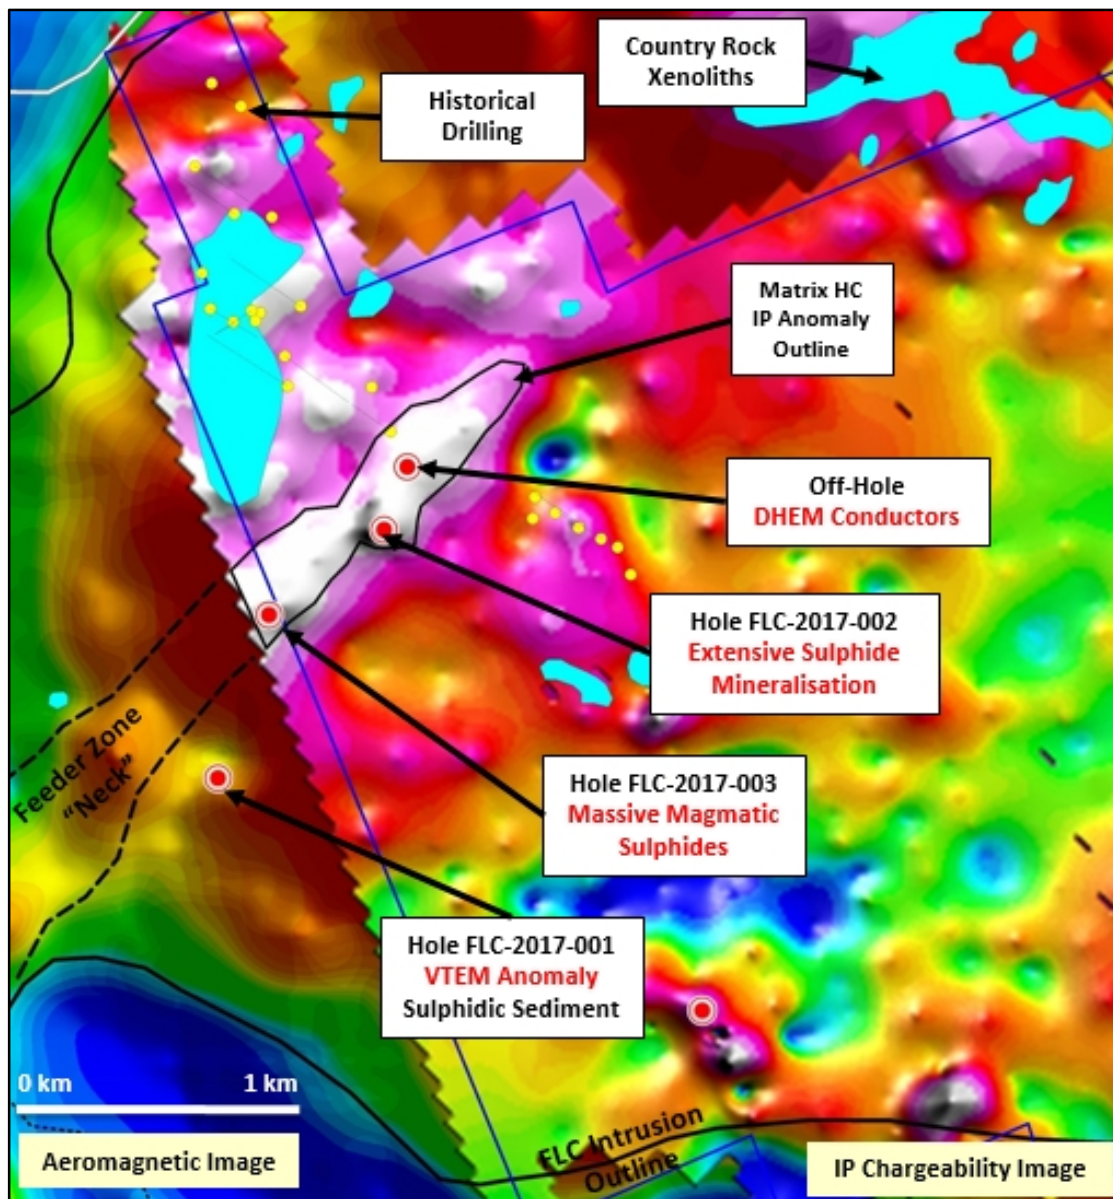 Country Rock
Xenoliths
Historical
Drilling
Matrix HC
IP Anomaly
Outline
Off-Hole
DHEM Conductors
Hole FLC-2017-002
Extensive Sulphide
Mineralisation
Feeder Zone
“Neck”
Hole FLC-2017-003
Massive Magmatic
Sulphides
Hole FLC-2017-001
VTEM Anomaly
Sulphidic Sediment
0 km
1 km
FLC Intrusion
Outline
Aeromagnetic Image
IP Chargeability Image